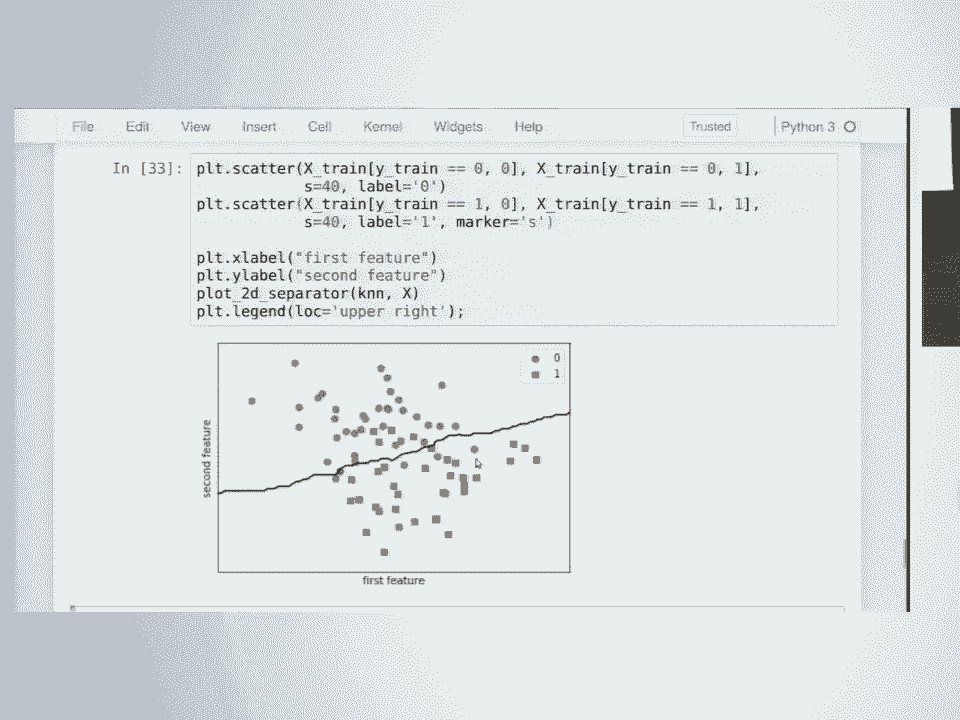 File Edit View Insert Cell Kernel Widgets Help Trusted Python 3
In [33]: plt.scatter(X_train[y_train == 0, 0], X_train[y_train == 0, 1],
s=40, label='0')
plt.scatter(X_train[y_train == 1, 0], X_train[y_train == 1, 1],
s=40, label='1', marker='s')
plt.xlabel("first feature")
plt.ylabel("second feature")
plot_2d_separator(knn, X)
plt.legend(loc='upper right');
0
1
second feature
first feature